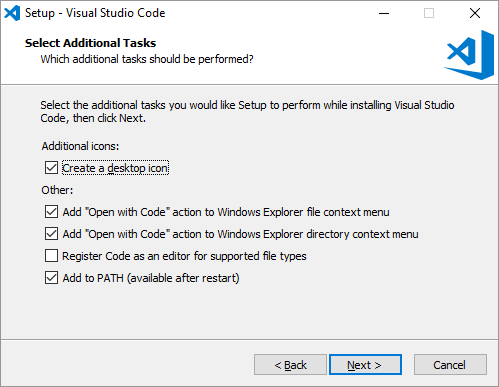 Setup - Visual Studio Code
Select Additional Tasks
Which additional tasks should be performed?
Select the additional tasks you would like Setup to perform while installing Visual Studio
Code, then click Next.
Additional icons:
Create a desktop icon
Other:
Add "Open with Code" action to Windows Explorer file context menu
Add "Open with Code" action to Windows Explorer directory context menu
Register Code as an editor for supported file types
Add to PATH (available after restart)
< Back Next > Cancel